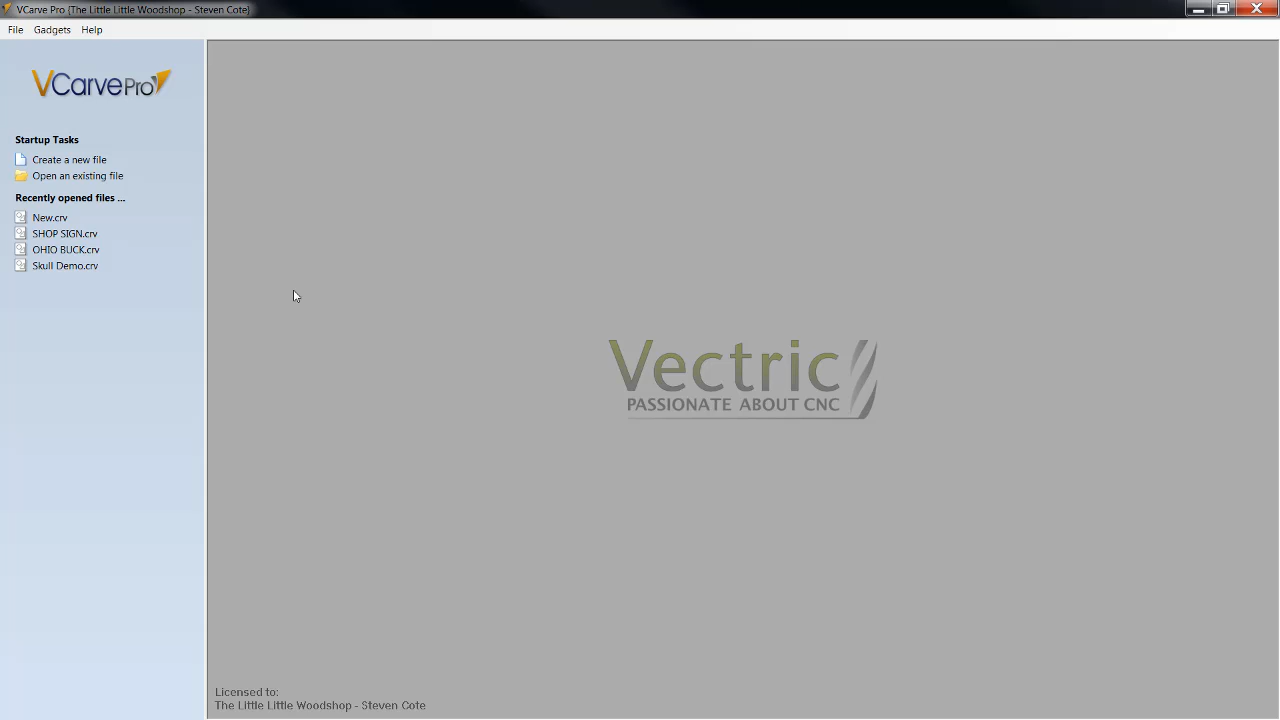 VCarve Pro {The Little Little Woodshop - Steven Cote}
File Gadgets Help
VCarve Pro
Startup Tasks
Create a new file
Open an existing file
Recently opened files ...
New.crv
SHOP SIGN.crv
OHIO BUCK.crv
Skull Demo.crv
Vectric
PASSIONATE ABOUT CNC
Licensed to:
The Little Little Woodshop - Steven Cote